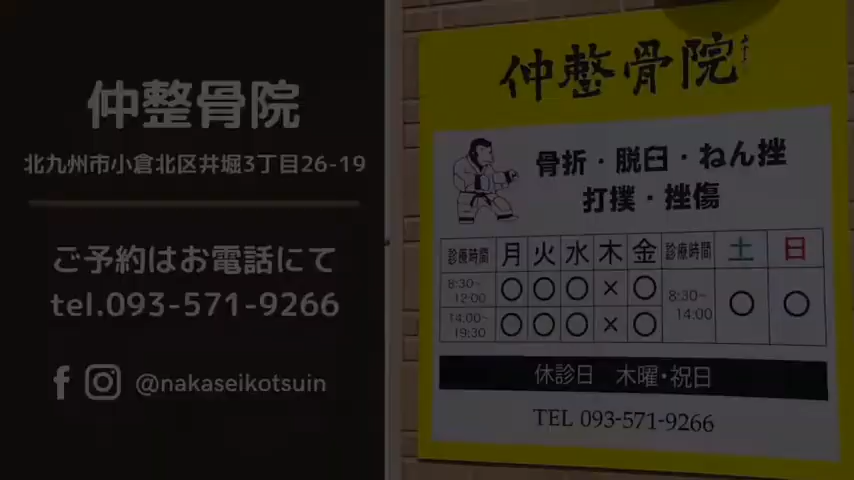 仲整骨院
北九州市小倉北区井堀3丁目26-19
ご予約はお電話にて
tel.093-571-9266
@nakaseikotsuin
仲整骨院
骨折・脱臼・ねん挫
打撲・挫傷
診療時間 月 火 水 木 金 診療時間 土 日
8:30~12:00 ○ ○ ○ × ○ 8:30~14:00 ○ ○
14:00~19:30 ○ ○ ○ × ○
休診日 木曜・祝日
TEL 093-571-9266